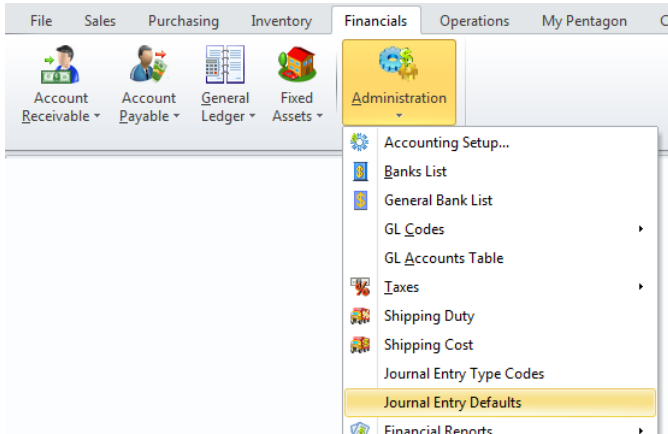 File Sales Purchasing Inventory Financials Operations My Pentagon
Account Receivable Account Payable General Ledger Fixed Assets Administration
Accounting Setup...
Banks List
General Bank List
GL Codes
GL Accounts Table
Taxes
Shipping Duty
Shipping Cost
Journal Entry Type Codes
Journal Entry Defaults
Financial Reports